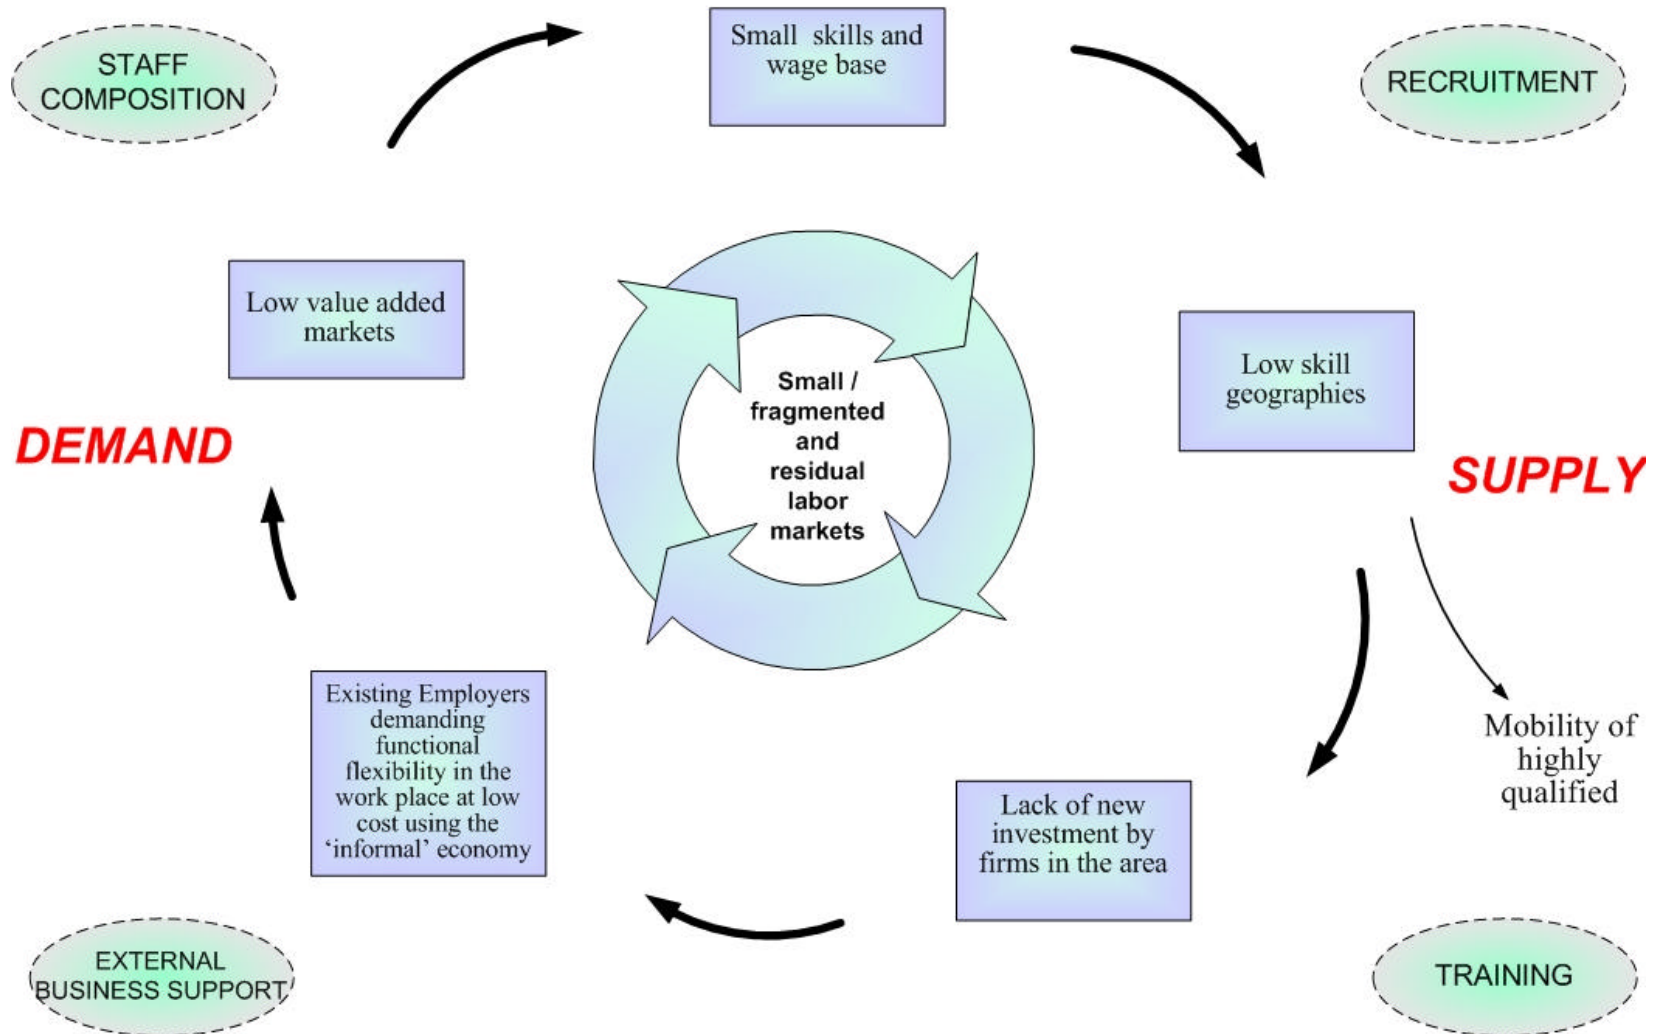 STAFF
COMPOSITION
Small skills and
wage base
RECRUITMENT
Low value added
markets
Small /
fragmented
and
residual
labor
markets
Low skill
geographies
DEMAND
SUPPLY
Existing Employers
demanding
functional
flexibility in the
work place at low
cost using the
‘informal’ economy
Lack of new
investment by
firms in the area
Mobility of
highly
qualified
EXTERNAL
BUSINESS SUPPORT
TRAINING